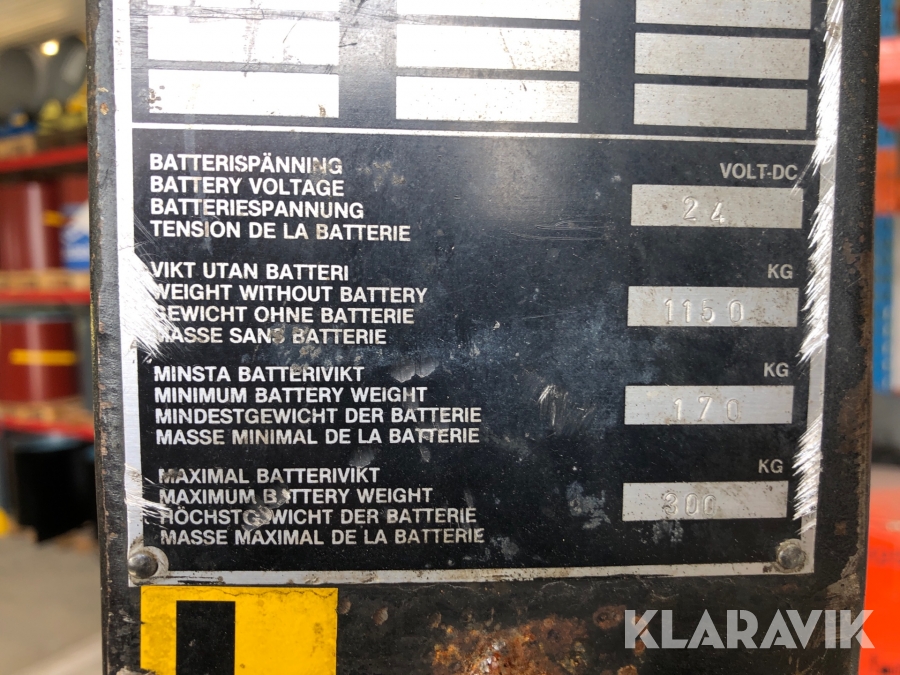 BATTERISPÄNNING
BATTERY VOLTAGE
BATTERIESPANNUNG
TENSION DE LA BATTERIE
VOLT-DC
24
VIKT UTAN BATTERI
WEIGHT WITHOUT BATTERY
GEWICHT OHNE BATTERIE
MASSE SANS BATTERIE
KG
1150
MINSTA BATTERIVIKT
MINIMUM BATTERY WEIGHT
MINDESTGEWICHT DER BATTERIE
MASSE MINIMAL DE LA BATTERIE
KG
170
MAXIMAL BATTERIVIKT
MAXIMUM BATTERY WEIGHT
HÖCHSTGEWICHT DER BATTERIE
MASSE MAXIMAL DE LA BATTERIE
KG
300
KLARAVIK